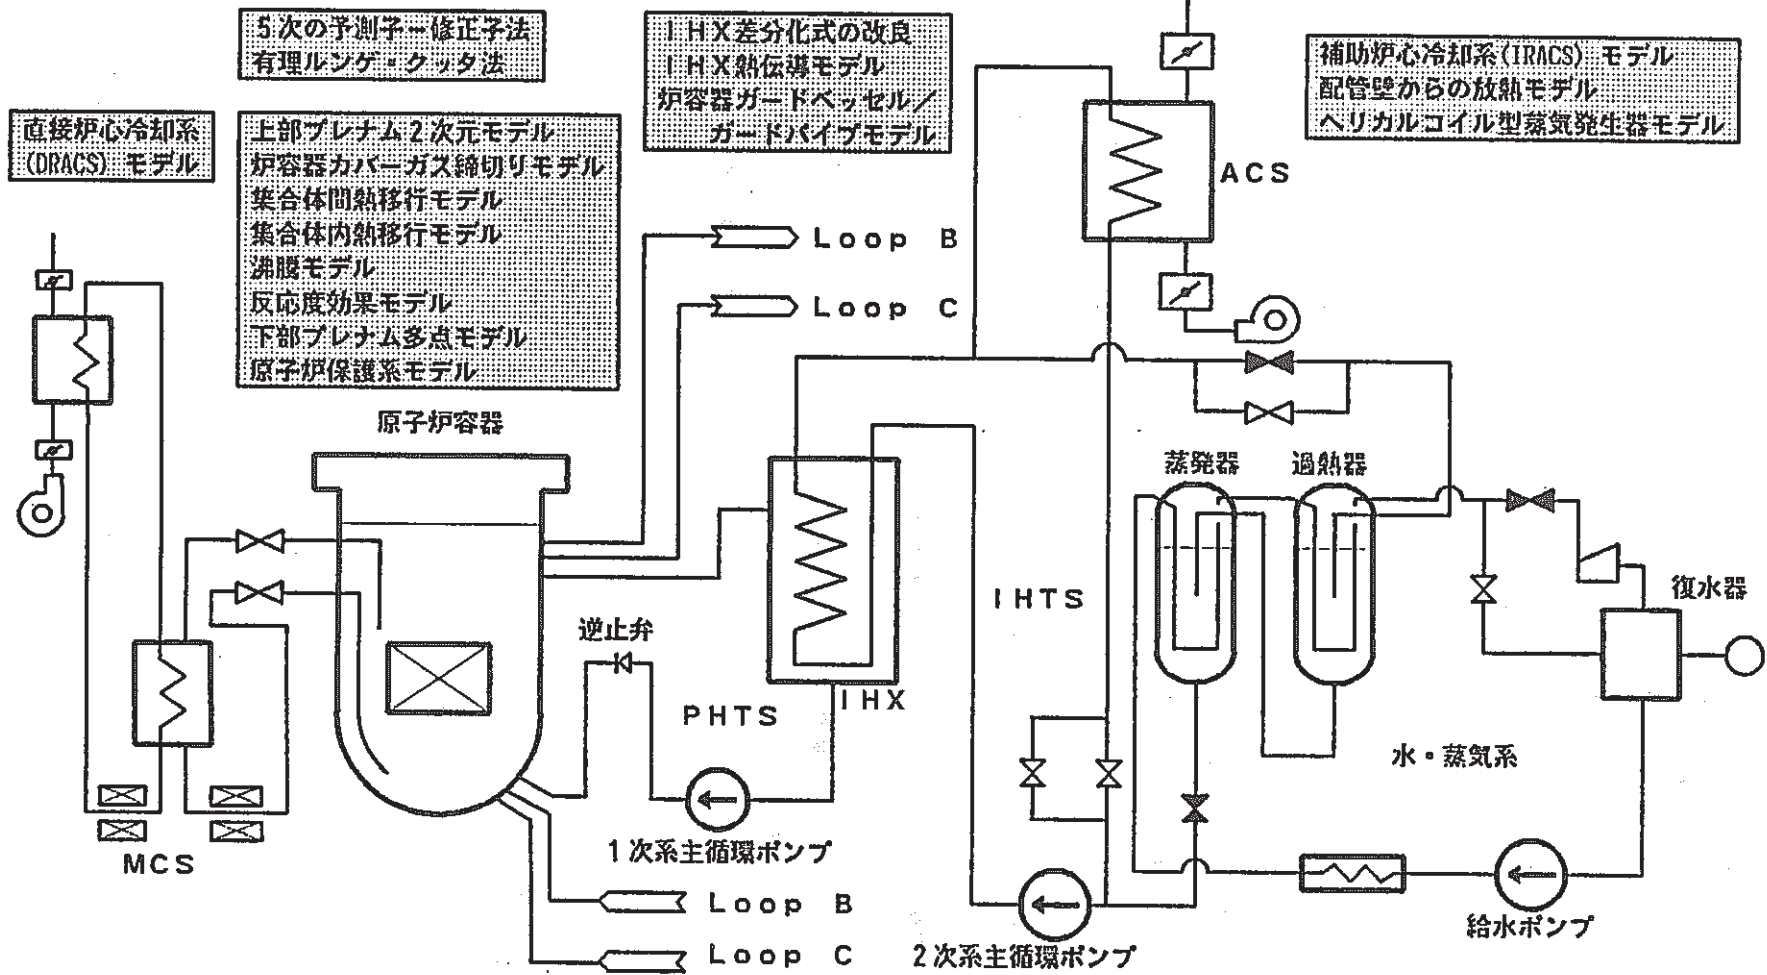 5次の予測子－修正子法
有理ルンゲ・クッタ法
IHX差分化式の改良
IHX熱伝導モデル
炉容器ガードベッセル／
ガードパイプモデル
補助炉心冷却系(IRACS) モデル
配管壁からの放熱モデル
ヘリカルコイル型蒸気発生器モデル
直接炉心冷却系
(DRACS) モデル
上部プレナム2次元モデル
炉容器カバーガス締切りモデル
集合体間熱移行モデル
集合体内熱移行モデル
沸騰モデル
反応度効果モデル
下部プレナム多点モデル
原子炉保護系モデル
ACS
Loop B
Loop C
原子炉容器
蒸発器
過熱器
IHTS
復水器
逆止弁
IHX
PHTS
水・蒸気系
1次系主循環ポンプ
MCS
Loop B
Loop C
2次系主循環ポンプ
給水ポンプ